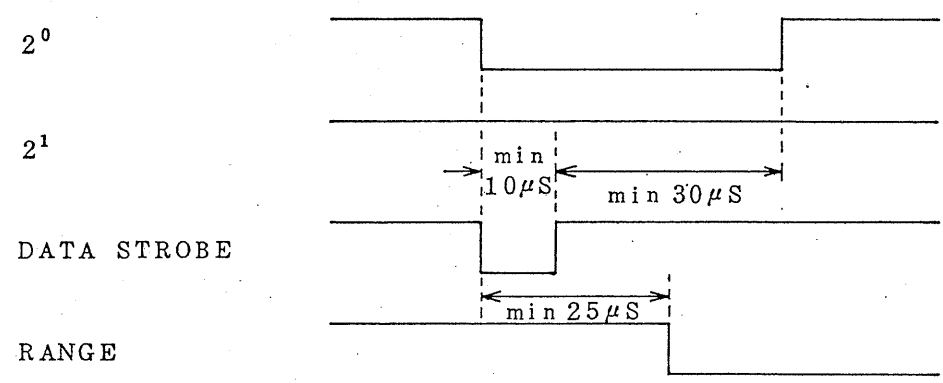 2⁰
2¹
min
10μS
min 30μS
DATA STROBE
min 25μS
RANGE